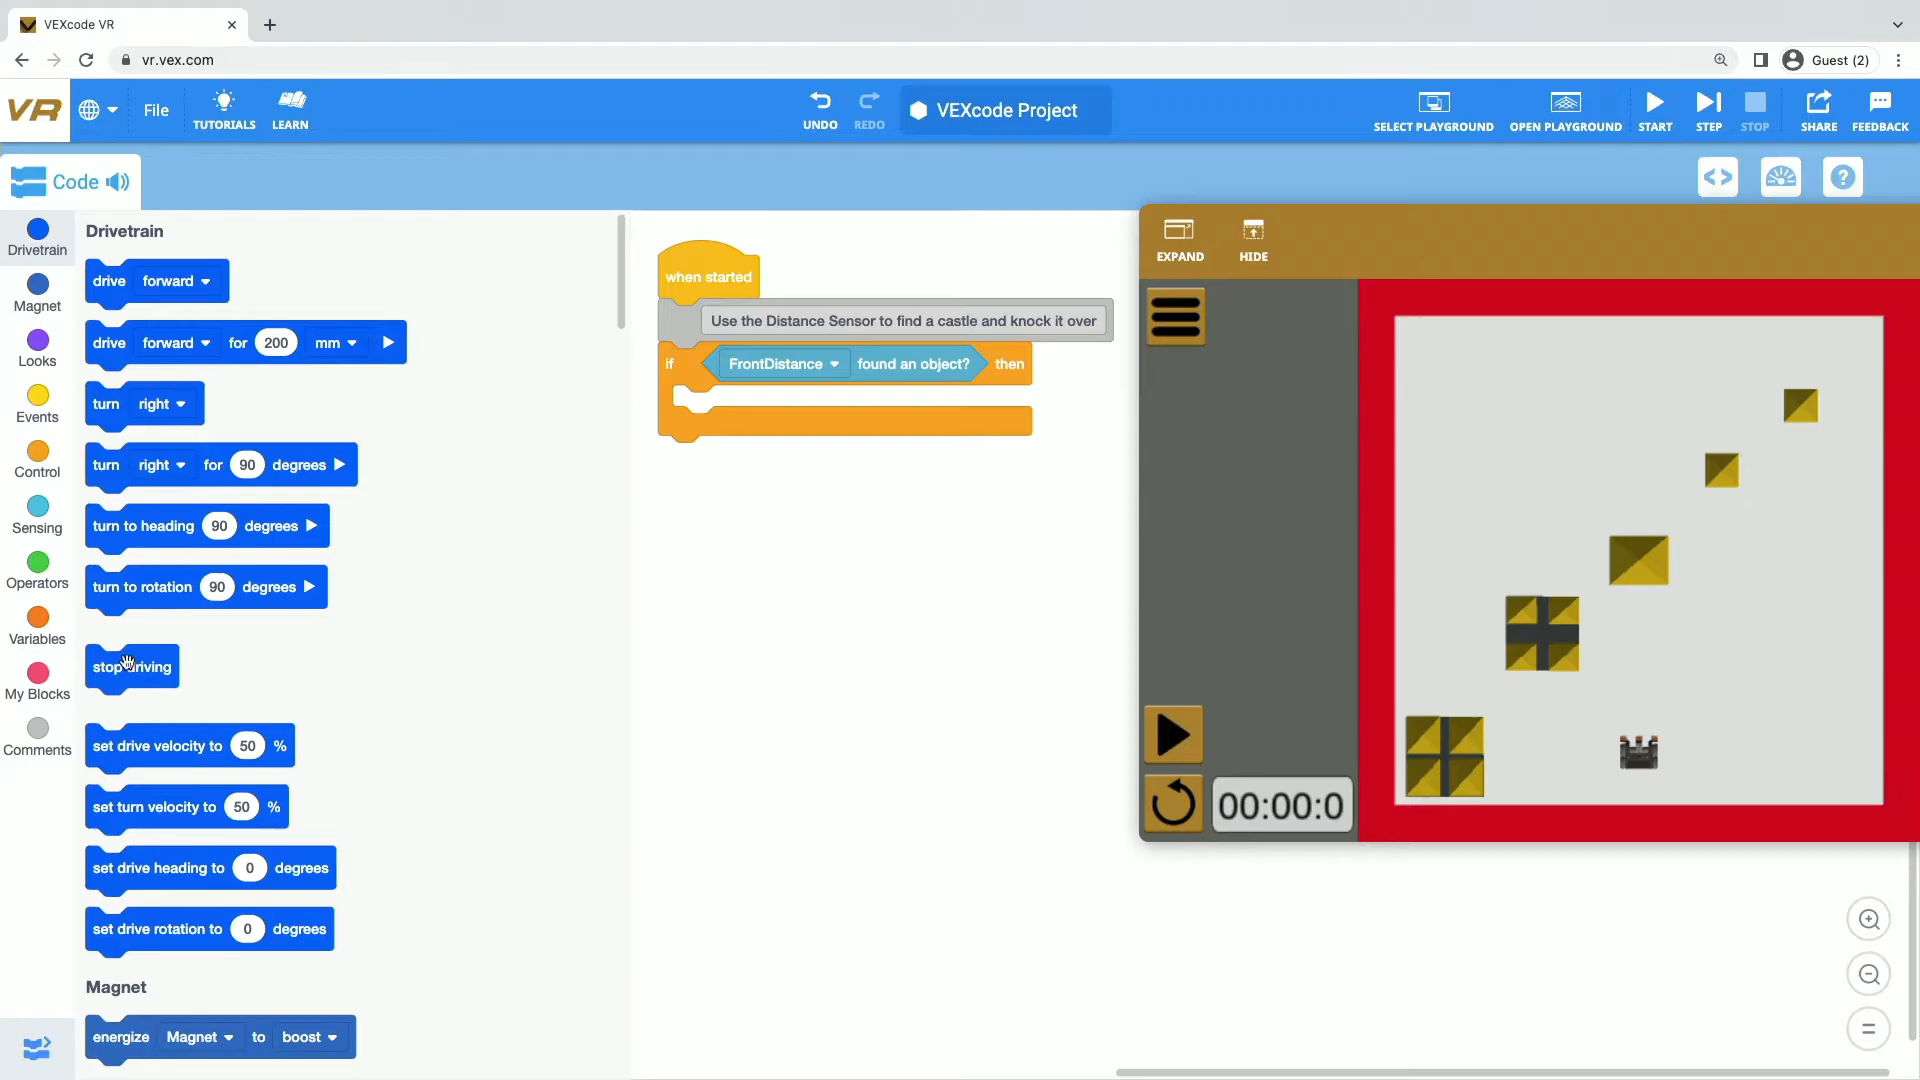 VEXcode VR
vr.vex.com
Guest (2)
VR
File
TUTORIALS
LEARN
UNDO
REDO
VEXcode Project
SELECT PLAYGROUND
OPEN PLAYGROUND
START
STEP
STOP
SHARE
FEEDBACK
Code
Drivetrain
Magnet
Looks
Events
Control
Sensing
Operators
Variables
My Blocks
Comments
Drivetrain
drive forward
drive forward for 200 mm
turn right
turn right for 90 degrees
turn to heading 90 degrees
turn to rotation 90 degrees
stop driving
set drive velocity to 50 %
set turn velocity to 50 %
set drive heading to 0 degrees
set drive rotation to 0 degrees
Magnet
energize Magnet to boost
when started
Use the Distance Sensor to find a castle and knock it over
if FrontDistance found an object? then
EXPAND
HIDE
00:00:0